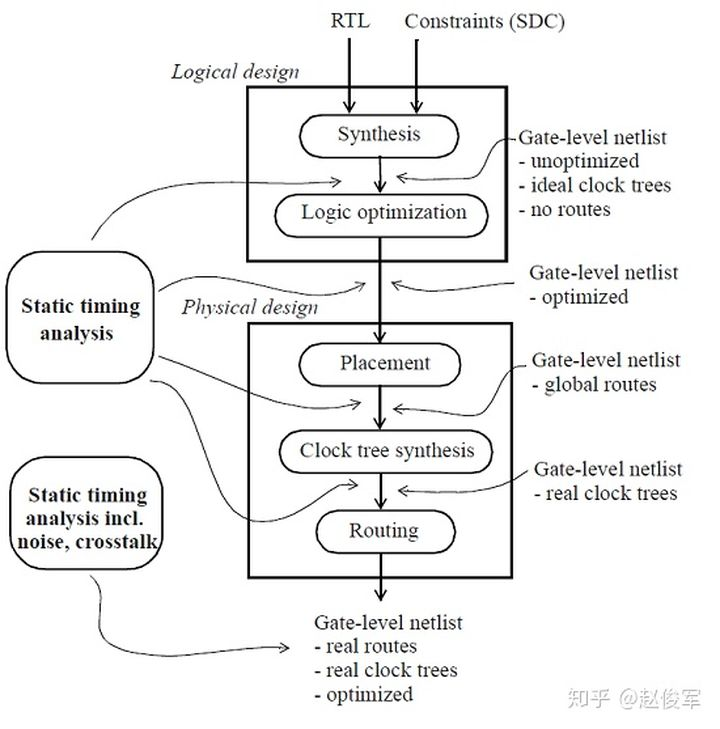 RTL
Constraints (SDC)
Logical design
Synthesis
Gate-level netlist
- unoptimized
- ideal clock trees
- no routes
Logic optimization
Static timing
analysis
Gate-level netlist
- optimized
Physical design
Placement
Gate-level netlist
- global routes
Clock tree synthesis
Gate-level netlist
- real clock trees
Static timing
analysis incl.
noise, crosstalk
Routing
Gate-level netlist
- real routes
- real clock trees
- optimized
知乎 @赵俊军